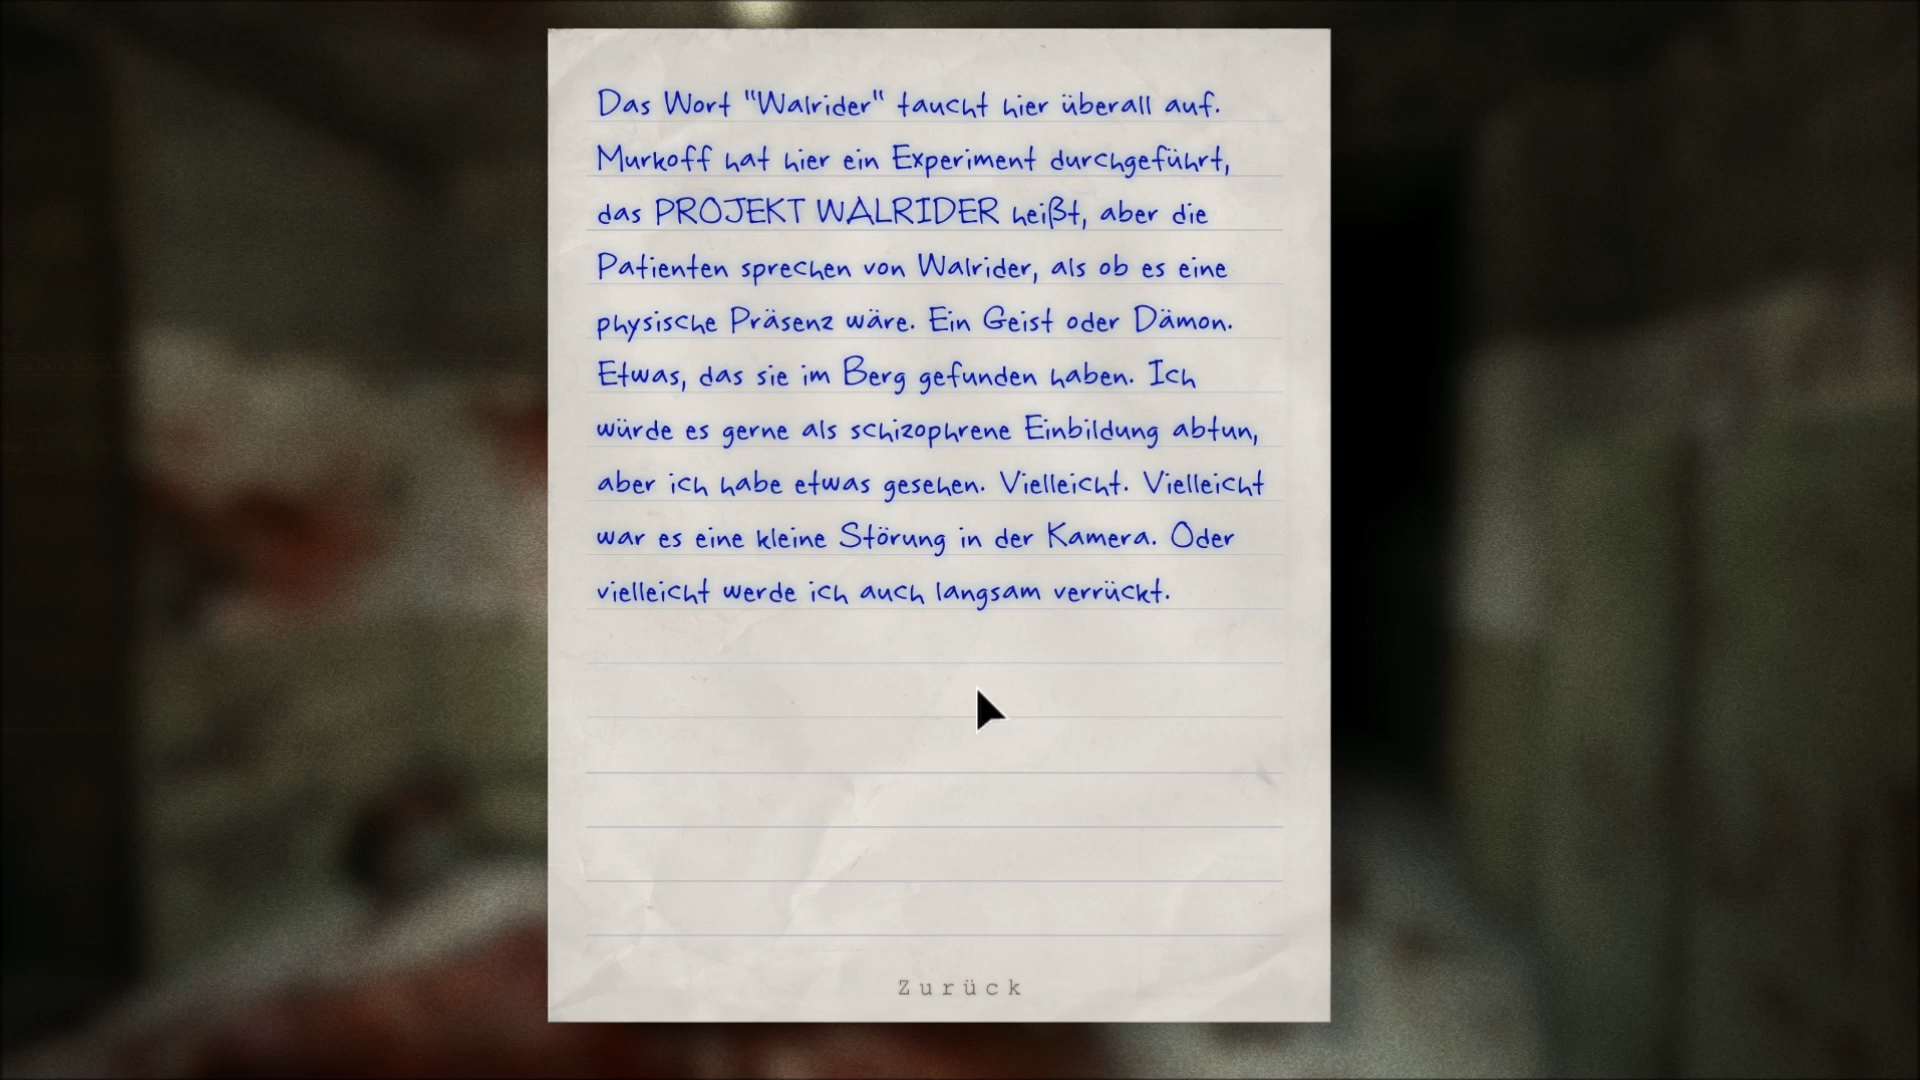 Das Wort "Walrider" taucht hier überall auf.
Murkoff hat hier ein Experiment durchgeführt,
das PROJEKT WALRIDER heißt, aber die
Patienten sprechen von Walrider, als ob es eine
physische Präsenz wäre. Ein Geist oder Dämon.
Etwas, das sie im Berg gefunden haben. Ich
würde es gerne als schizophrene Einbildung abtun,
aber ich habe etwas gesehen. Vielleicht. Vielleicht
war es eine kleine Störung in der Kamera. Oder
vielleicht werde ich auch langsam verrückt.
Zurück